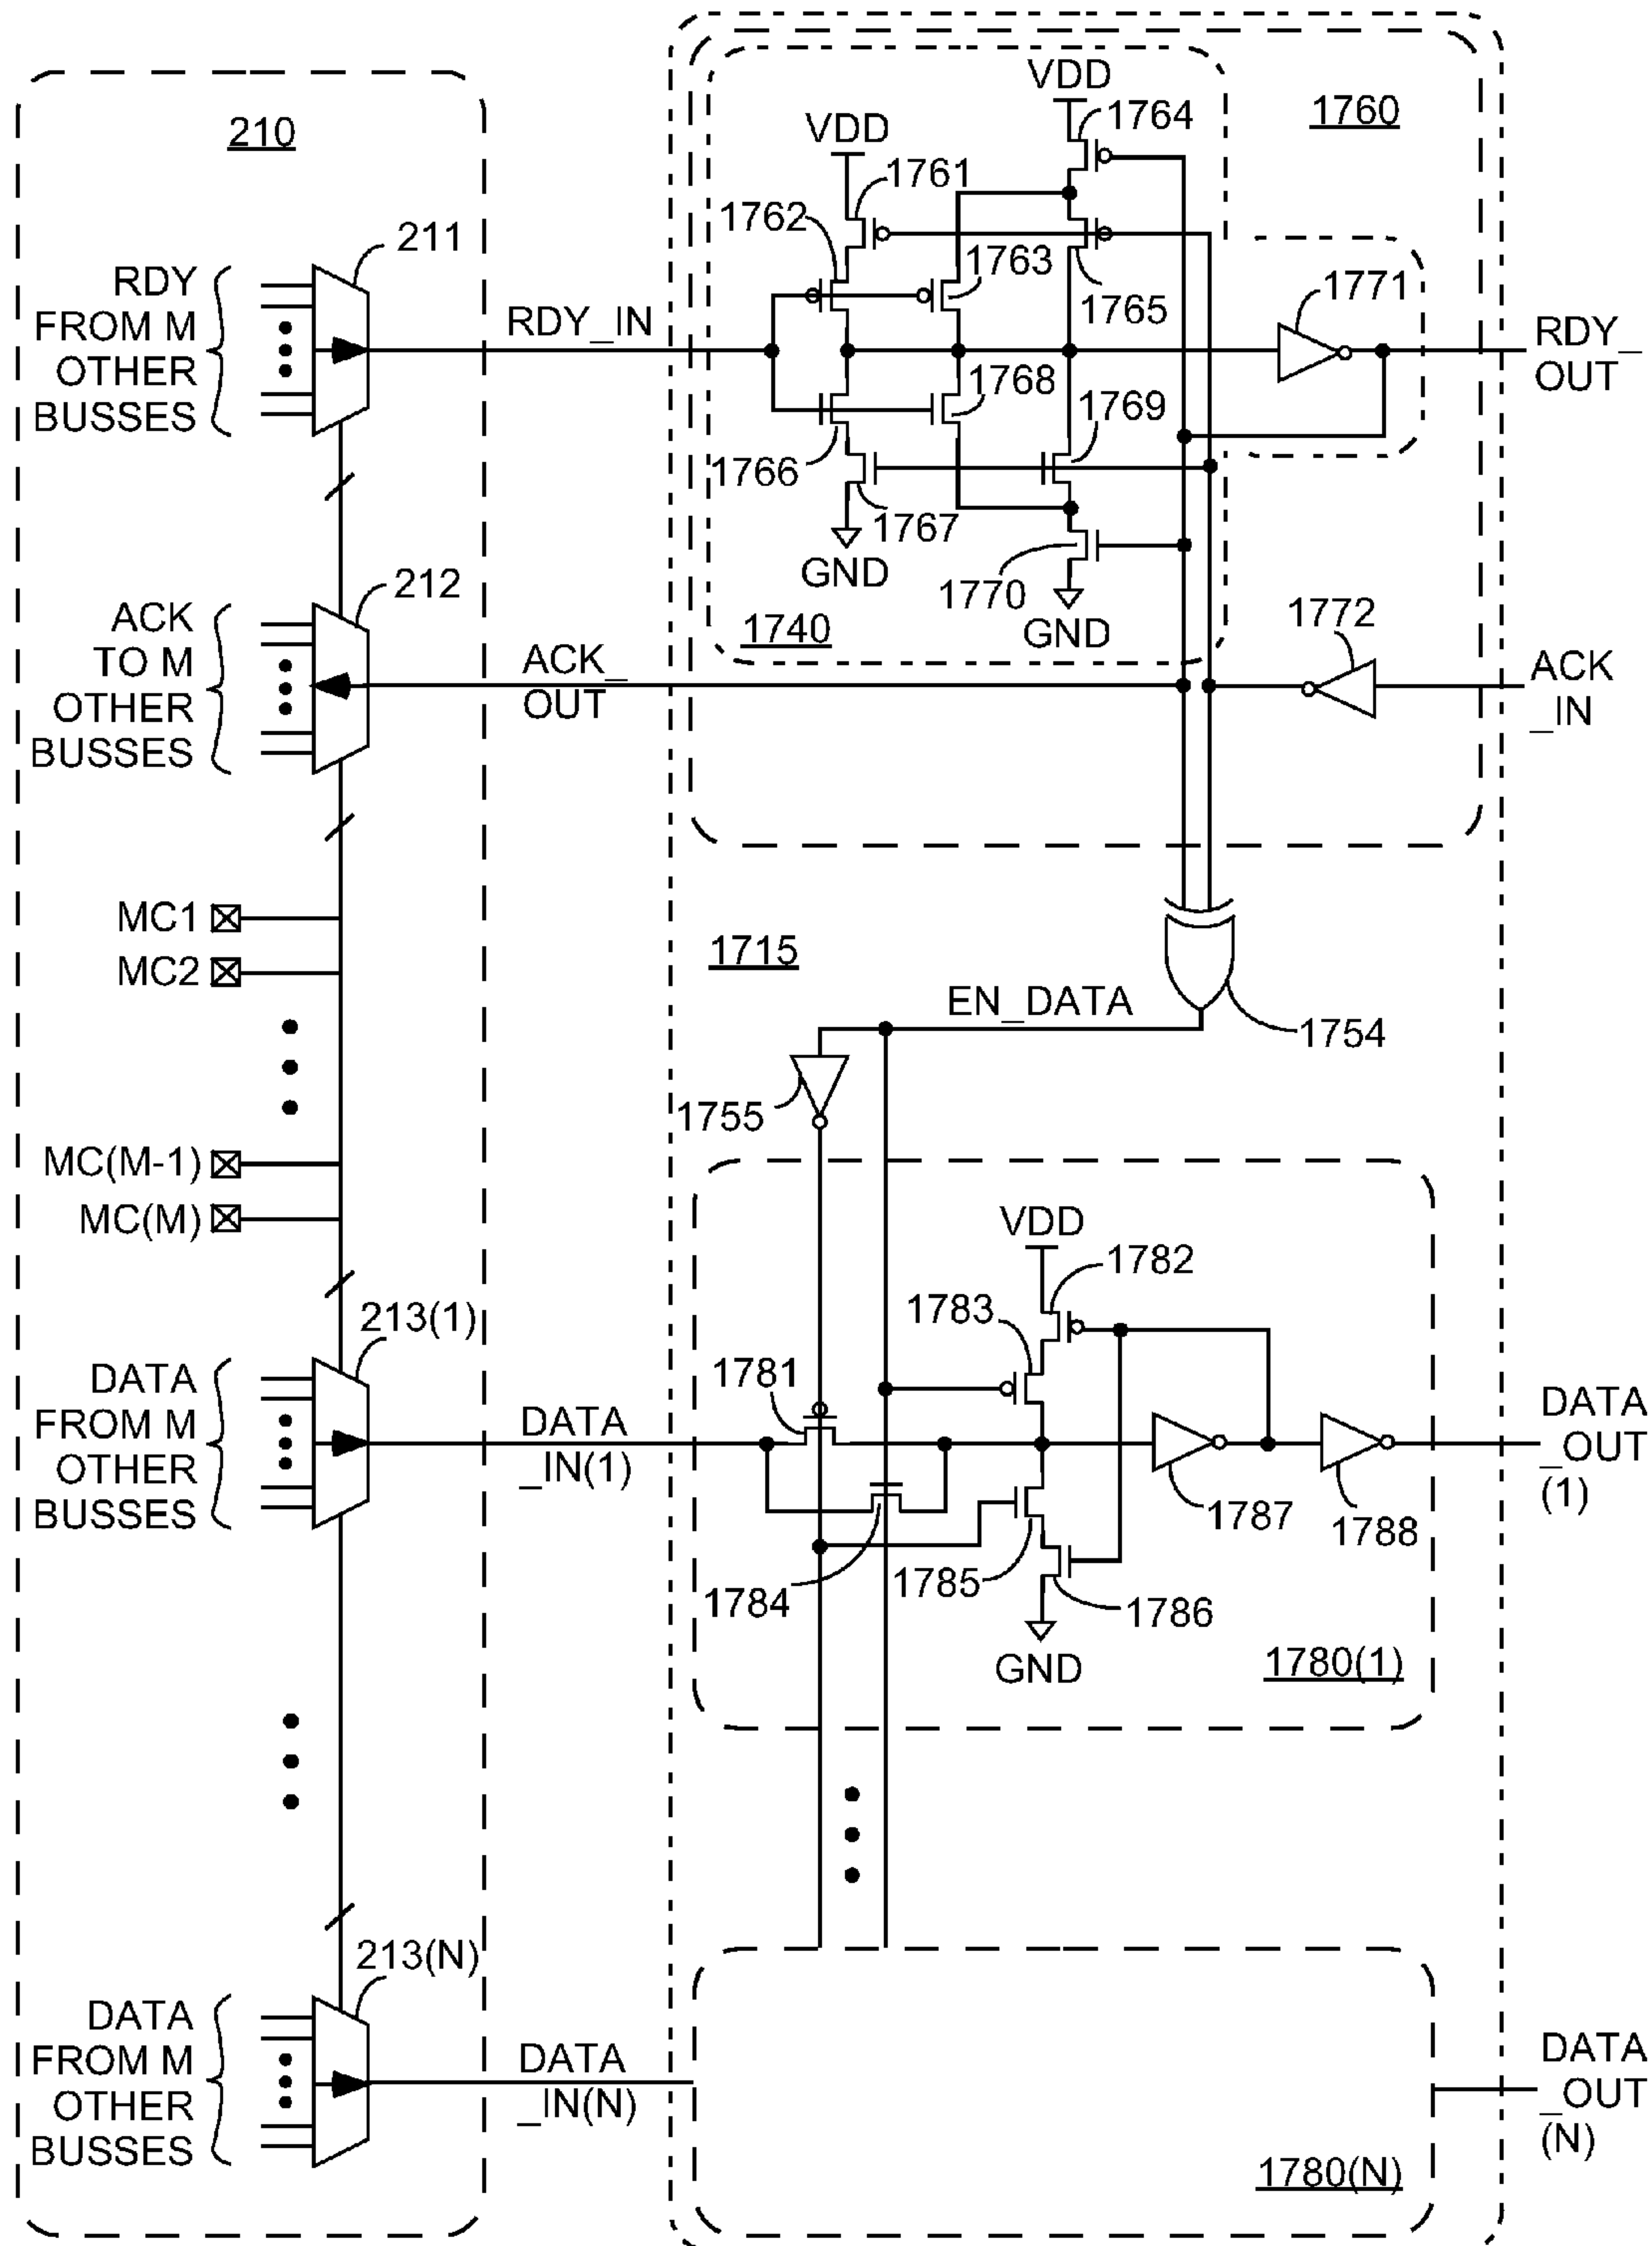 210
211
RDY
FROM M
OTHER
BUSSES
RDY_IN
212
ACK
TO M
OTHER
BUSSES
ACK_
OUT
MC1
MC2
MC(M-1)
MC(M)
213(1)
DATA
FROM M
OTHER
BUSSES
DATA
_IN(1)
213(N)
DATA
FROM M
OTHER
BUSSES
DATA
_IN(N)
VDD
1764
1760
VDD
1761
1762
1763
1765
1771
RDY_
OUT
1768
1769
1766
1767
GND
1770
GND
1740
1772
ACK
_IN
1715
EN_DATA
1754
1755
VDD
1782
1783
1781
DATA
_OUT
(1)
1787
1788
1784
1785
1786
GND
1780(1)
DATA
_OUT
(N)
1780(N)